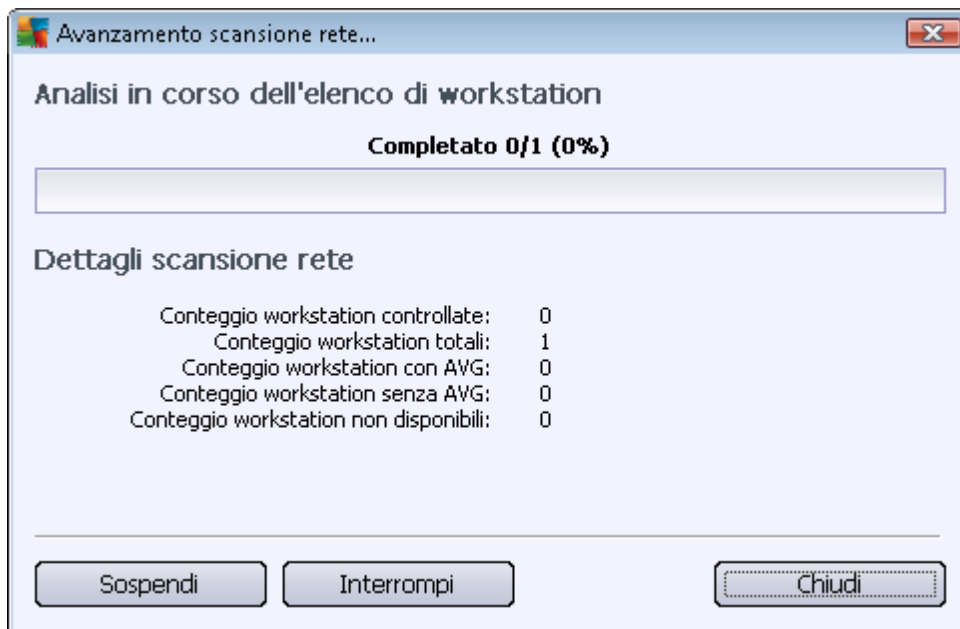 Avanzamento scansione rete...
Analisi in corso dell'elenco di workstation
Completato 0/1 (0%)
Dettagli scansione rete
Conteggio workstation controllate: 0
Conteggio workstation totali: 1
Conteggio workstation con AVG: 0
Conteggio workstation senza AVG: 0
Conteggio workstation non disponibili: 0
Sospendi Interrompi Chiudi